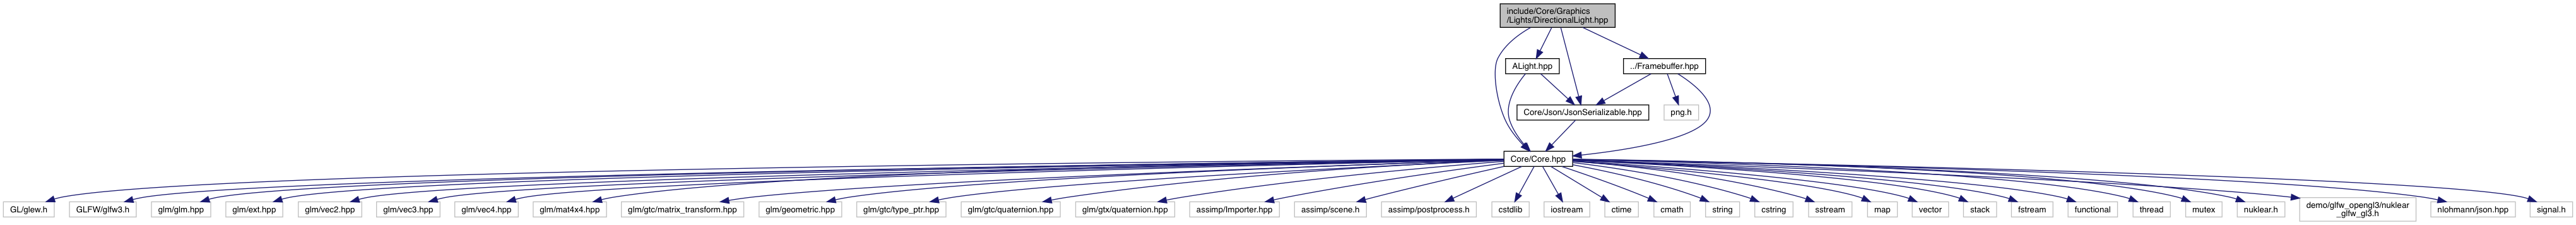 include/Core/Graphics
/Lights/DirectionalLight.hpp
ALight.hpp
../Framebuffer.hpp
Core/Json/JsonSerializable.hpp
png.h
Core/Core.hpp
GL/glew.h
GLFW/glfw3.h
glm/glm.hpp
glm/ext.hpp
glm/vec2.hpp
glm/vec3.hpp
glm/vec4.hpp
glm/mat4x4.hpp
glm/gtc/matrix_transform.hpp
glm/geometric.hpp
glm/gtc/type_ptr.hpp
glm/gtc/quaternion.hpp
glm/gtx/quaternion.hpp
assimp/Importer.hpp
assimp/scene.h
assimp/postprocess.h
cstdlib
iostream
ctime
cmath
string
cstring
sstream
map
vector
stack
fstream
functional
thread
mutex
nuklear.h
demo/glfw_opengl3/nuklear
_glfw_gl3.h
nlohmann/json.hpp
signal.h